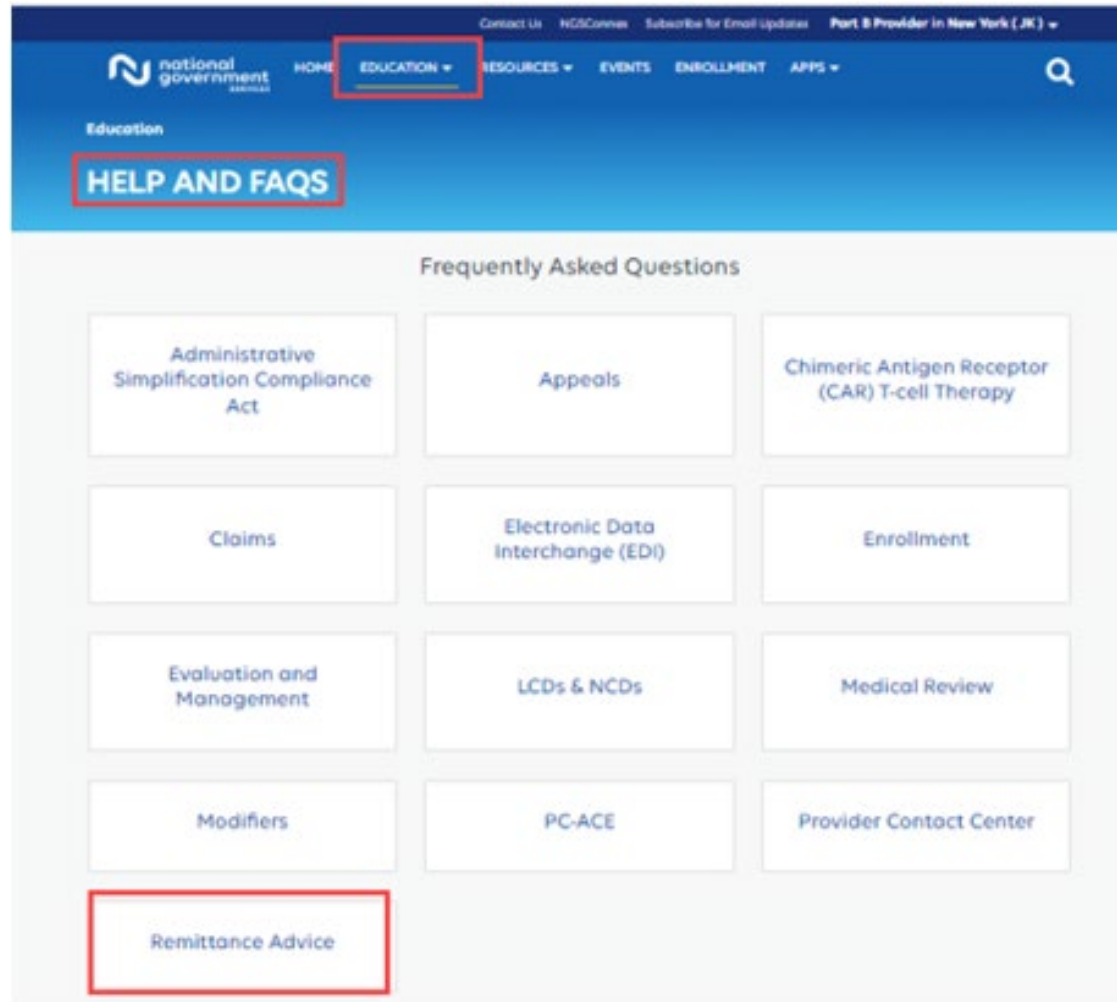 Contact Us NGSConnex Subscribe for Email Updates Part B Provider in New York ( JK )
national
government
SERVICES
HOME EDUCATION RESOURCES EVENTS ENROLLMENT APPS
Education
HELP AND FAQS
Frequently Asked Questions
Administrative
Simplification Compliance
Act
Appeals
Chimeric Antigen Receptor
(CAR) T-cell Therapy
Claims
Electronic Data
Interchange (EDI)
Enrollment
Evaluation and
Management
LCDs & NCDs
Medical Review
Modifiers
PC-ACE
Provider Contact Center
Remittance Advice